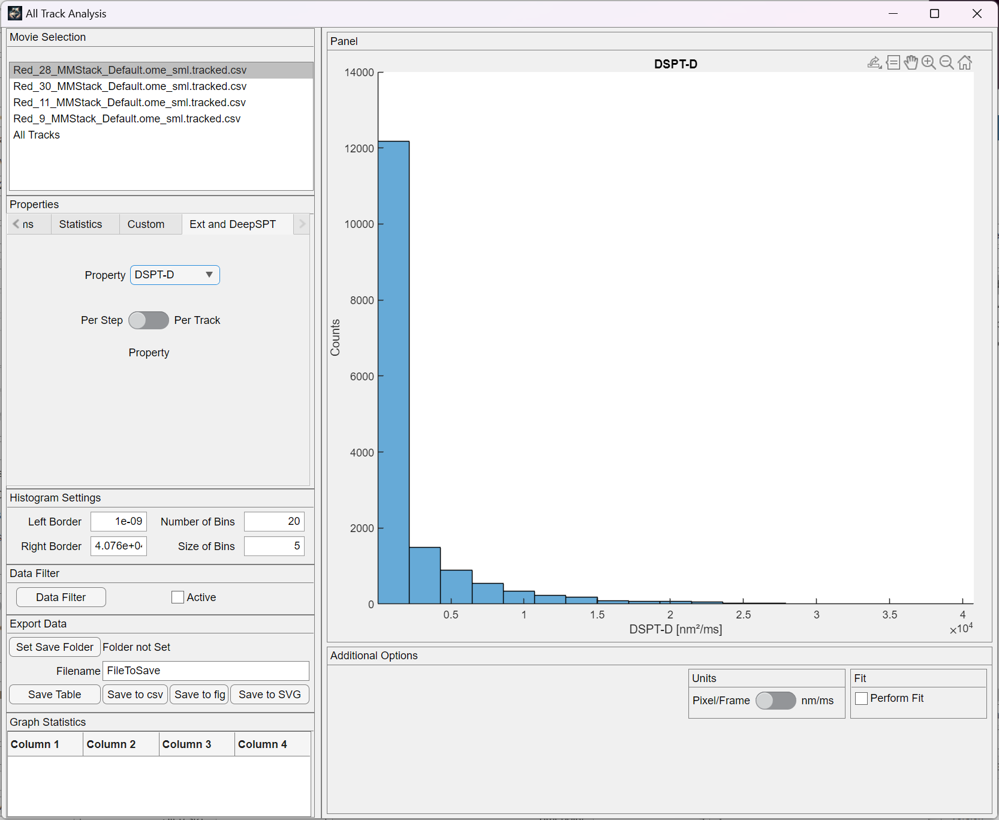 All Track Analysis
Movie Selection
Red_28_MMStack_Default.ome_sml.tracked.csv
Red_30_MMStack_Default.ome_sml.tracked.csv
Red_11_MMStack_Default.ome_sml.tracked.csv
Red_9_MMStack_Default.ome_sml.tracked.csv
All Tracks
Properties
ns Statistics Custom Ext and DeepSPT
Property DSPT-D
Per Step Per Track
Property
Histogram Settings
Left Border 1e-09 Number of Bins 20
Right Border 4.076e+0 Size of Bins 5
Data Filter
Data Filter Active
Export Data
Set Save Folder Folder not Set
Filename FileToSave
Save Table Save to csv Save to fig Save to SVG
Graph Statistics
Column 1 Column 2 Column 3 Column 4
Panel
DSPT-D
14000
12000
10000
8000
6000
4000
2000
0
Counts
0.5 1 1.5 2 2.5 3 3.5 4
×10⁴
DSPT-D [nm²/ms]
Additional Options
Units
Pixel/Frame nm/ms
Fit
Perform Fit